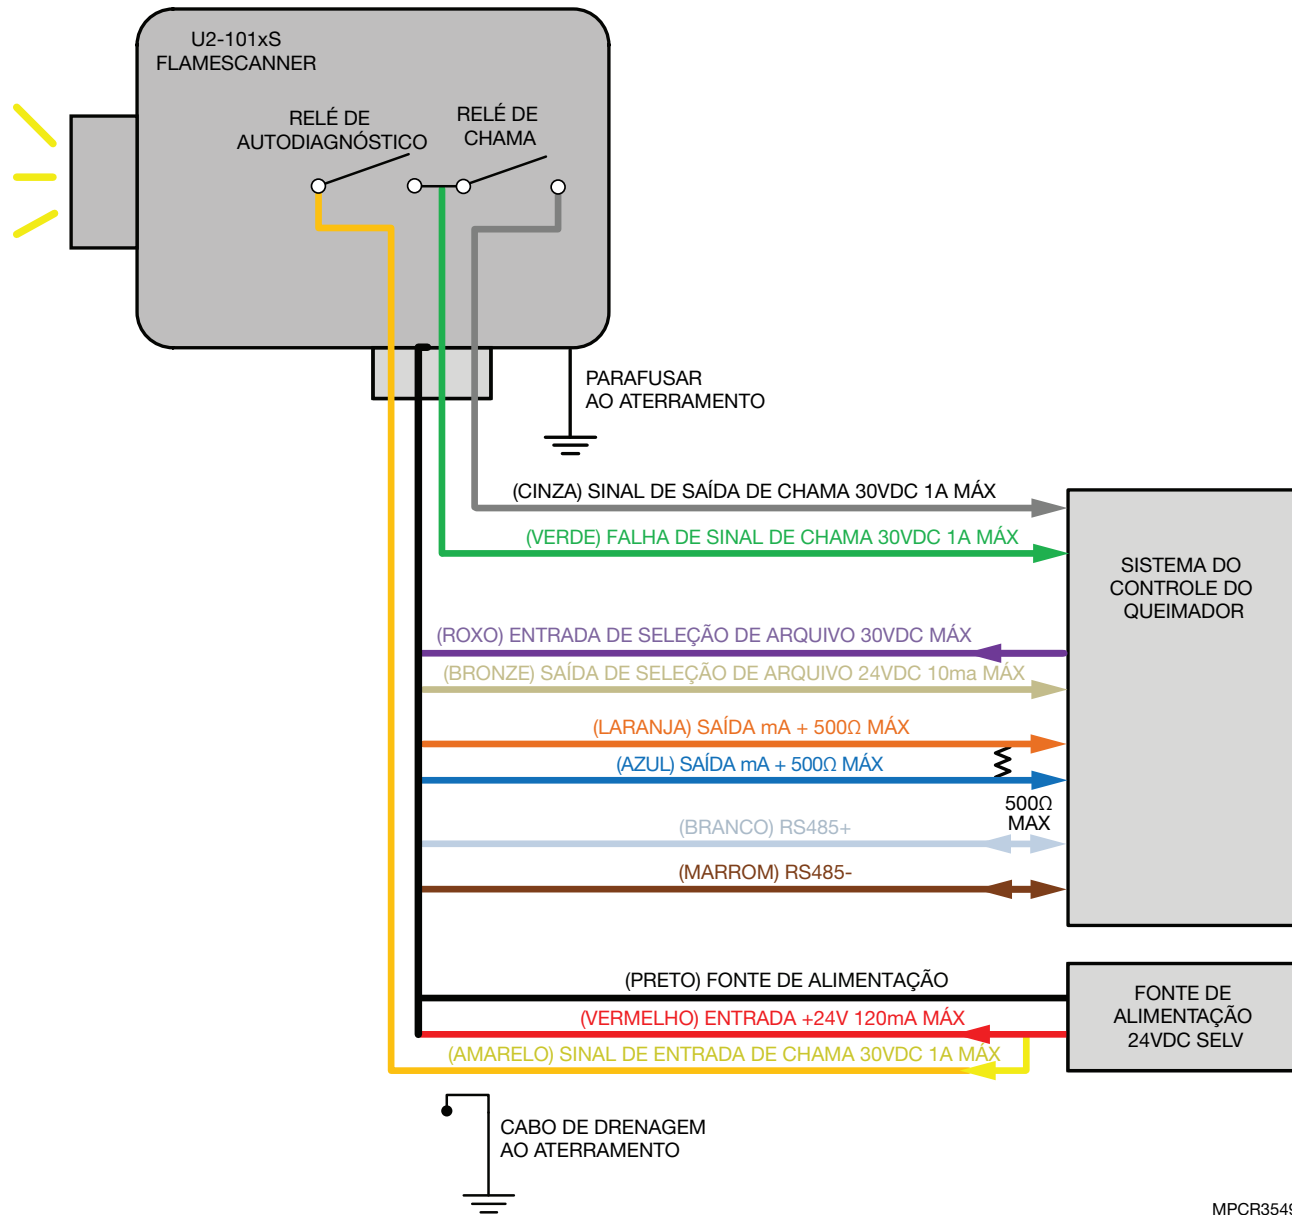 U2-101xS
FLAMESCANNER
RELÉ DE
AUTODIAGNÓSTICO
RELÉ DE
CHAMA
PARAFUSAR
AO ATERRAMENTO
(CINZA) SINAL DE SAÍDA DE CHAMA 30VDC 1A MÁX
(VERDE) FALHA DE SINAL DE CHAMA 30VDC 1A MÁX
SISTEMA DO
CONTROLE DO
QUEIMADOR
(ROXO) ENTRADA DE SELEÇÃO DE ARQUIVO 30VDC MÁX
(BRONZE) SAÍDA DE SELEÇÃO DE ARQUIVO 24VDC 10ma MÁX
(LARANJA) SAÍDA mA + 500Ω MÁX
(AZUL) SAÍDA mA + 500Ω MÁX
500Ω
MAX
(BRANCO) RS485+
(MARROM) RS485-
(PRETO) FONTE DE ALIMENTAÇÃO
(VERMELHO) ENTRADA +24V 120mA MÁX
(AMARELO) SINAL DE ENTRADA DE CHAMA 30VDC 1A MÁX
FONTE DE
ALIMENTAÇÃO
24VDC SELV
CABO DE DRENAGEM
AO ATERRAMENTO
MPCR3549